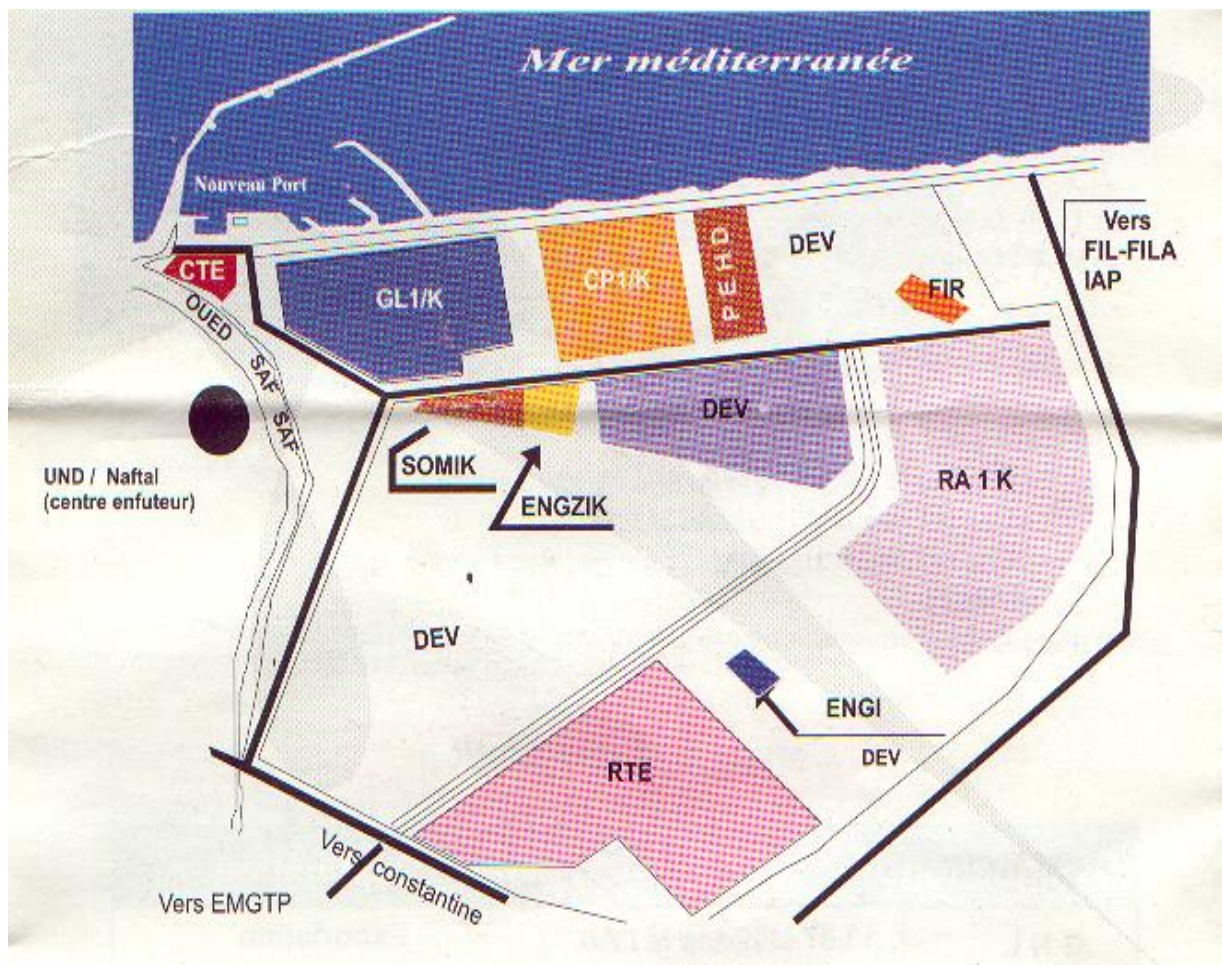 Mer méditerranée
Nouveau Port
Vers
FIL-FILA
IAP
CTE
GL1/K
CP1/K
PEHD
DEV
FIR
OUED SAF SAF
DEV
RA 1 K
SOMIK
ENGZIK
UND / Naftal
(centre enfuteur)
DEV
ENGI
DEV
RTE
Vers constantine
Vers EMGTP